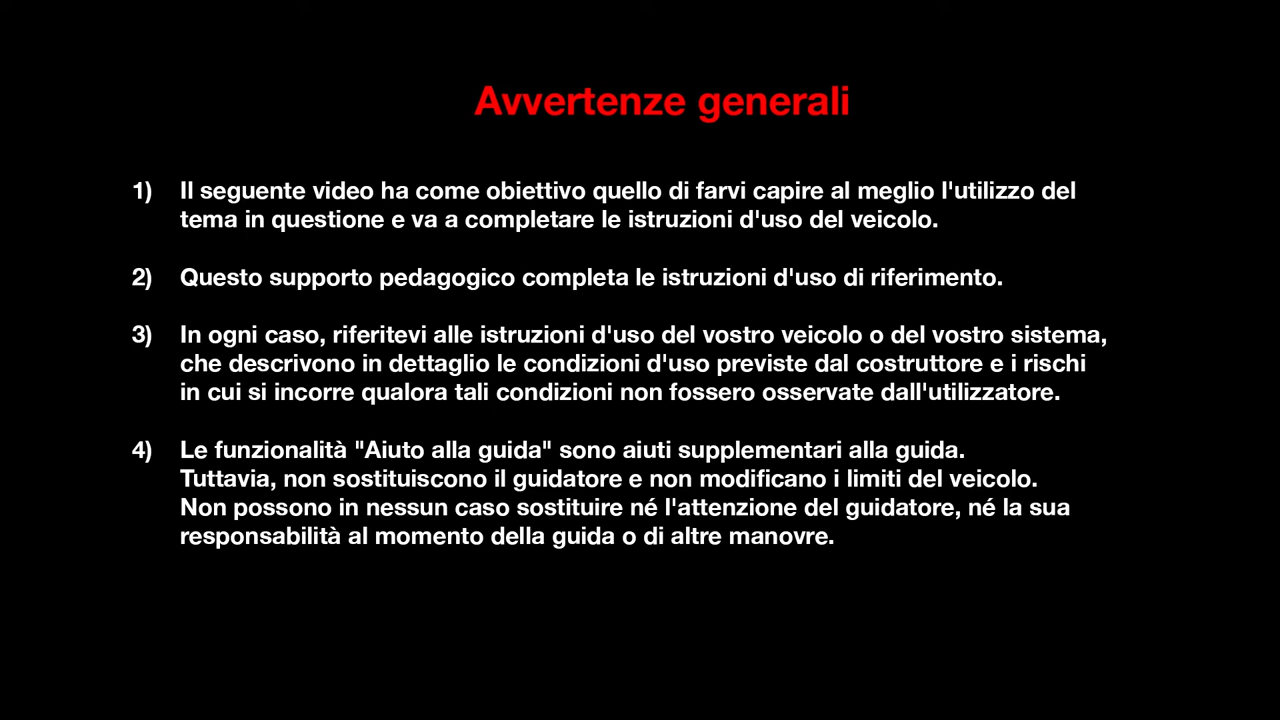 Avvertenze generali
1) Il seguente video ha come obiettivo quello di farvi capire al meglio l'utilizzo del
tema in questione e va a completare le istruzioni d'uso del veicolo.
2) Questo supporto pedagogico completa le istruzioni d'uso di riferimento.
3) In ogni caso, riferitevi alle istruzioni d'uso del vostro veicolo o del vostro sistema,
che descrivono in dettaglio le condizioni d'uso previste dal costruttore e i rischi
in cui si incorre qualora tali condizioni non fossero osservate dall'utilizzatore.
4) Le funzionalità "Aiuto alla guida" sono aiuti supplementari alla guida.
Tuttavia, non sostituiscono il guidatore e non modificano i limiti del veicolo.
Non possono in nessun caso sostituire né l'attenzione del guidatore, né la sua
responsabilità al momento della guida o di altre manovre.